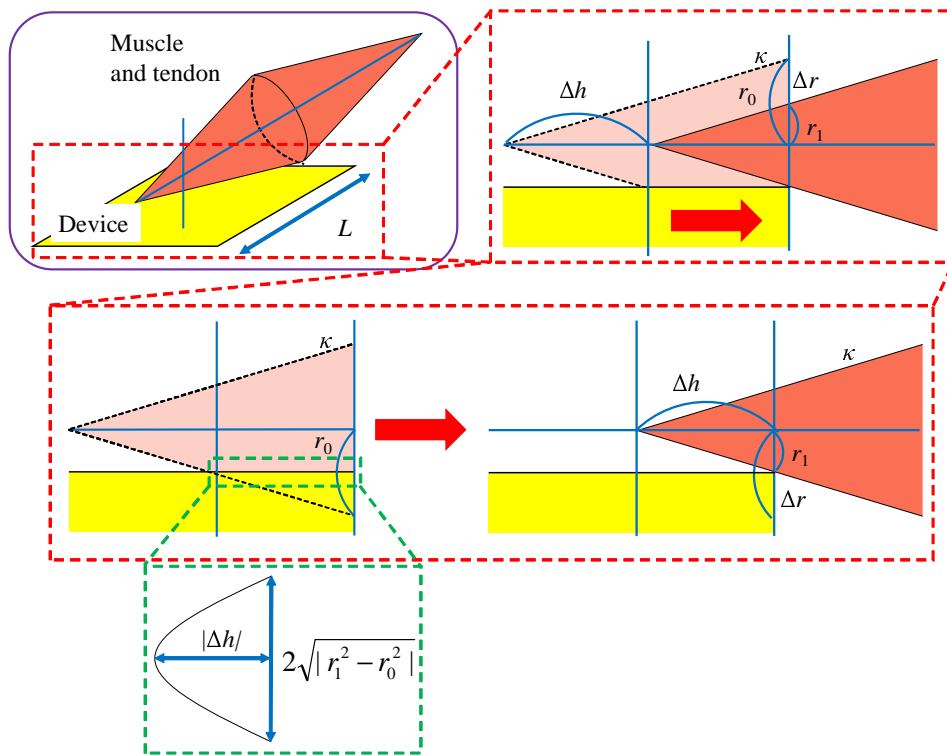 Muscle
and tendon
Device
L
Δh
κ
r₀
Δr
r₁
κ
r₀
Δh
κ
r₁
Δr
|Δh/
2√| r₁² − r₀² |